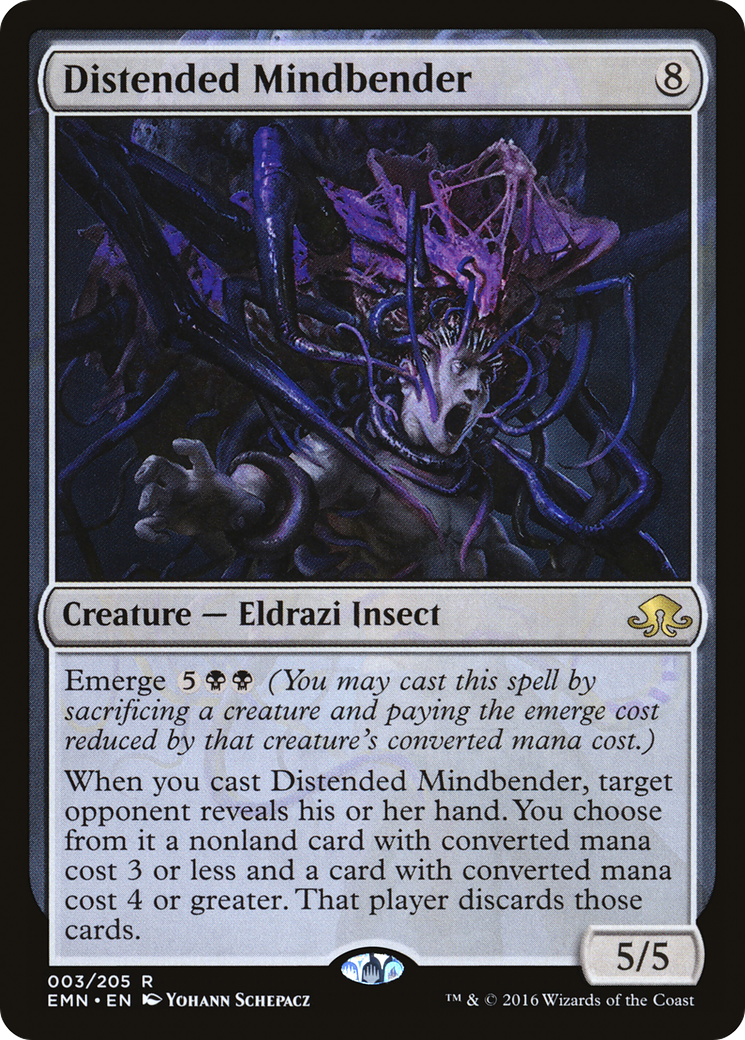 Distended Mindbender
8
Creature — Eldrazi Insect
Emerge 5 (You may cast this spell by
sacrificing a creature and paying the emerge cost
reduced by that creature's converted mana cost.)
When you cast Distended Mindbender, target
opponent reveals his or her hand. You choose
from it a nonland card with converted mana
cost 3 or less and a card with converted mana
cost 4 or greater. That player discards those
cards.
5/5
003/205 R
EMN • EN Yohann Schepacz
™ & © 2016 Wizards of the Coast